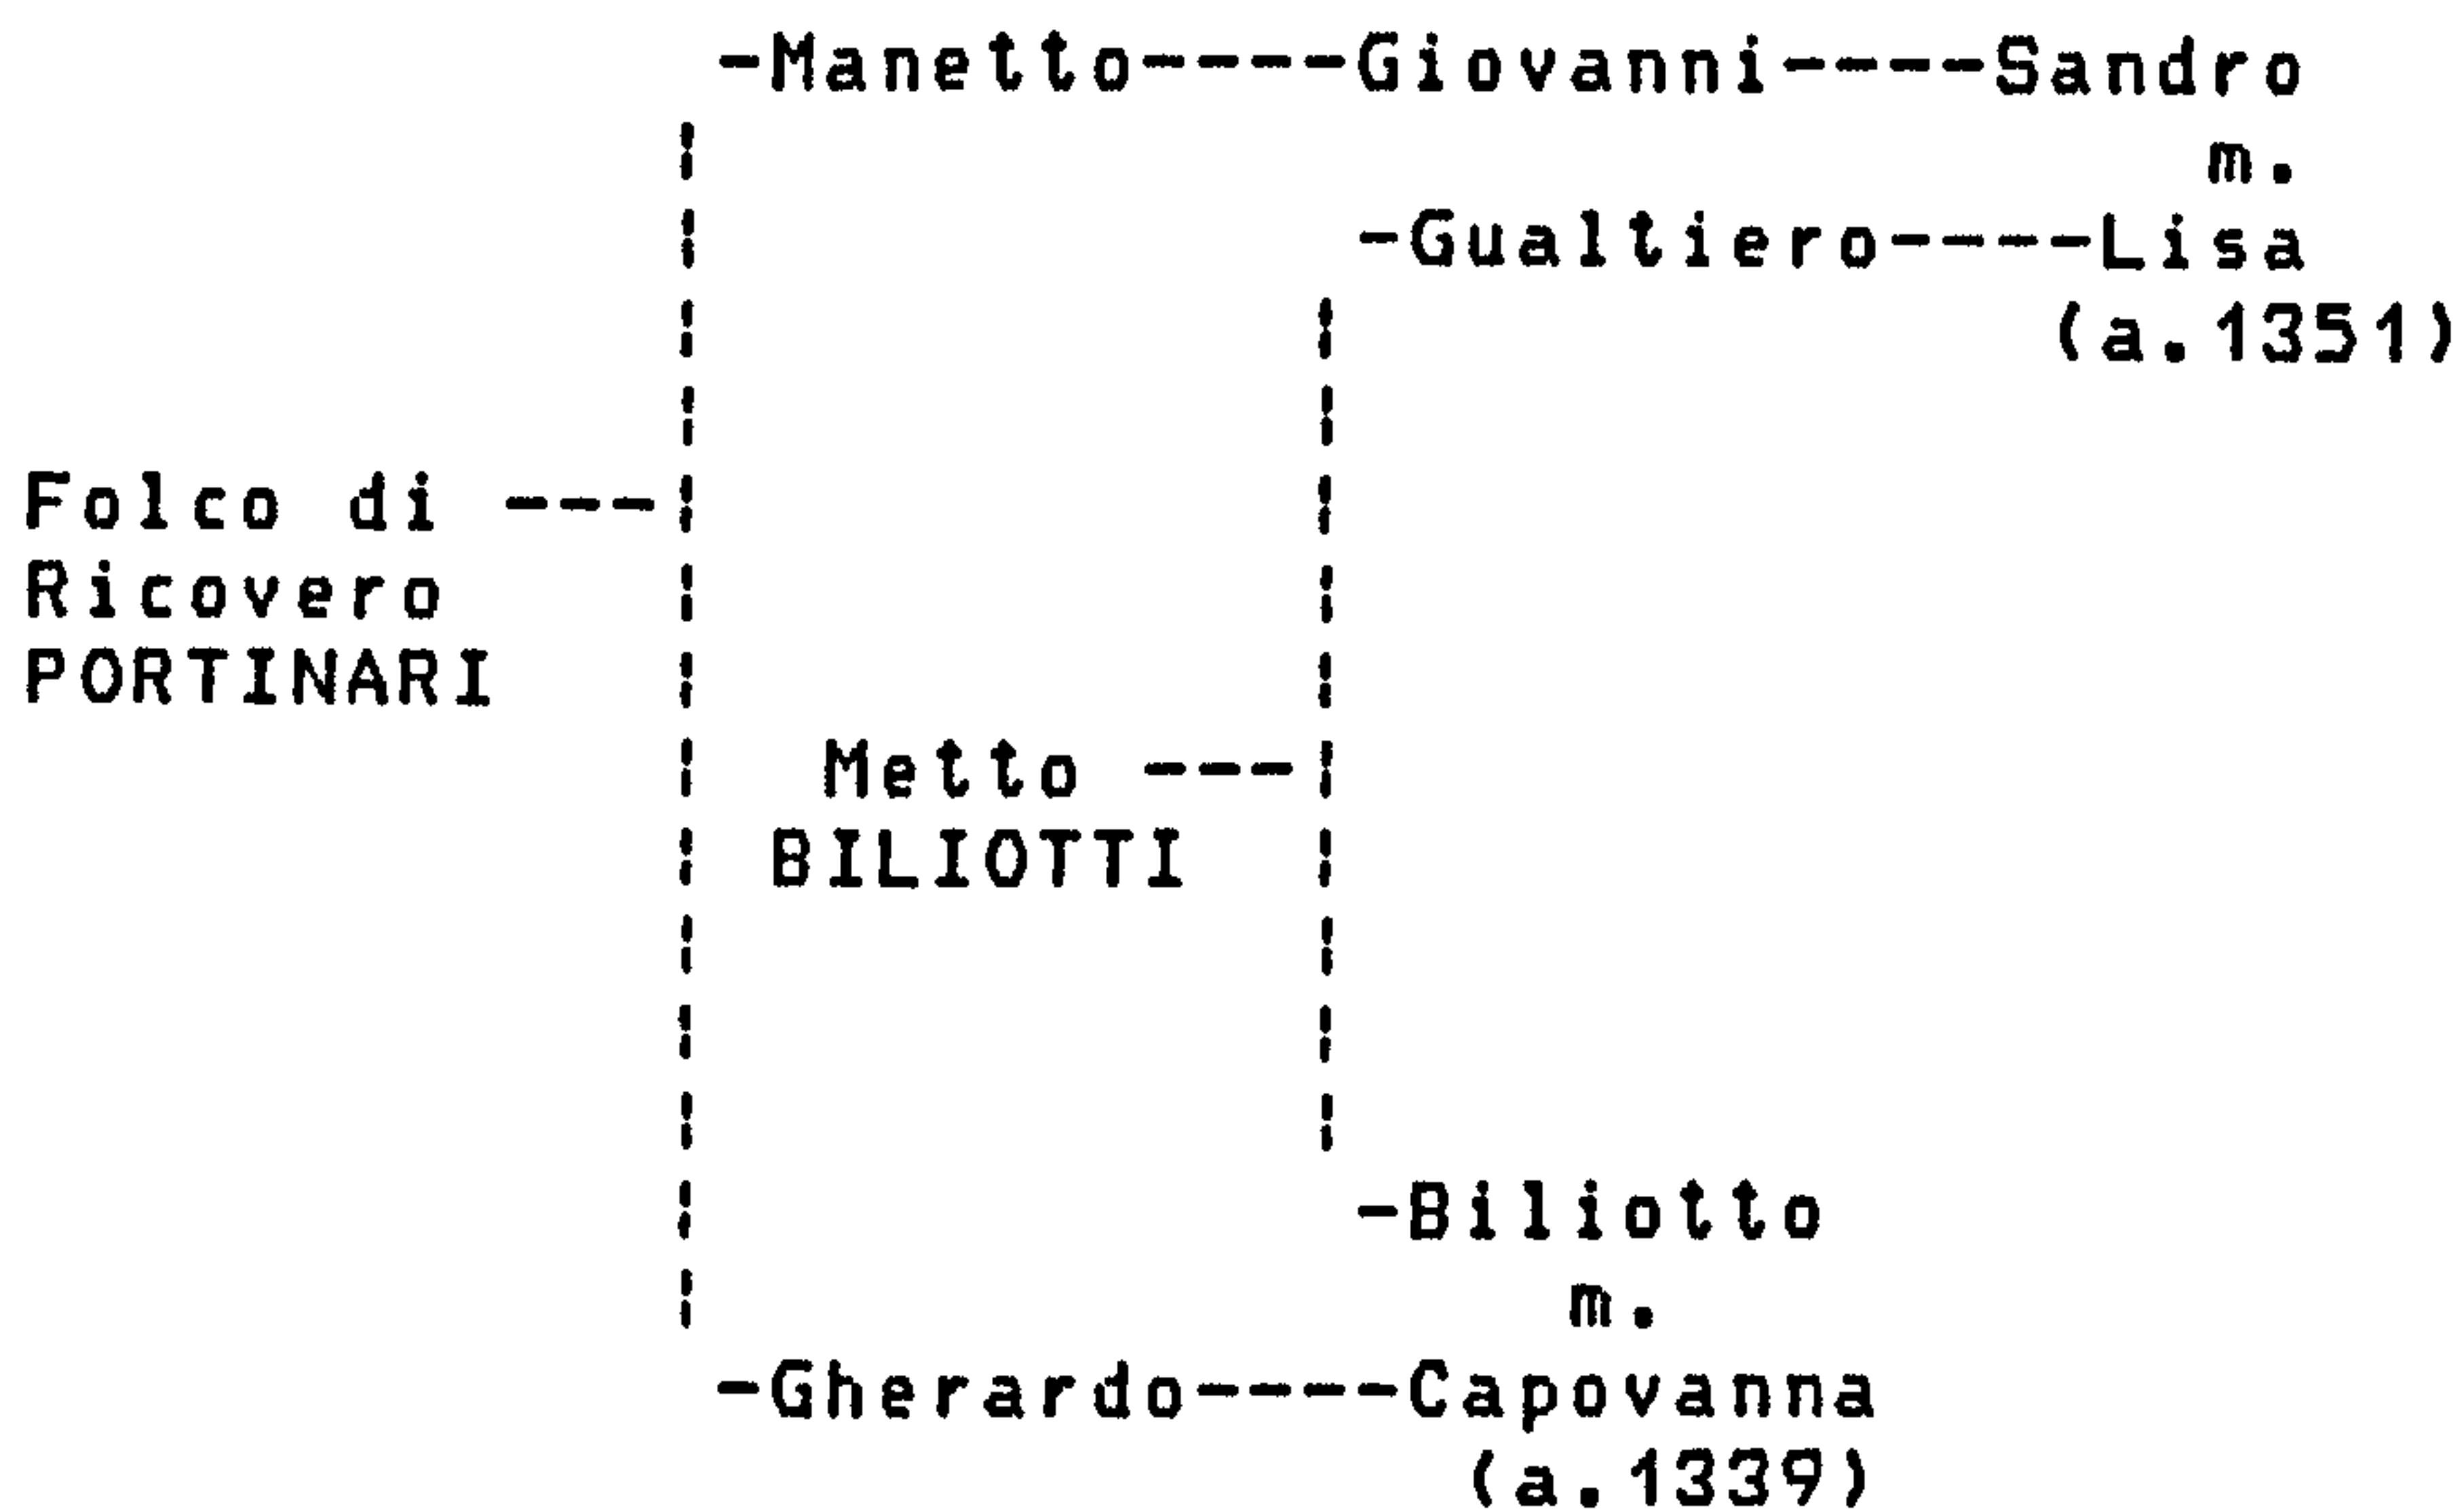 -Manetto----Giovanni----Sandro
m.
-Gualtiero----Lisa
(a.1351)
Folco di ---
Ricovero
PORTINARI
Metto ---
BILIOTTI
-Biliotto
m.
-Gherardo----Capovanna
(a.1339)